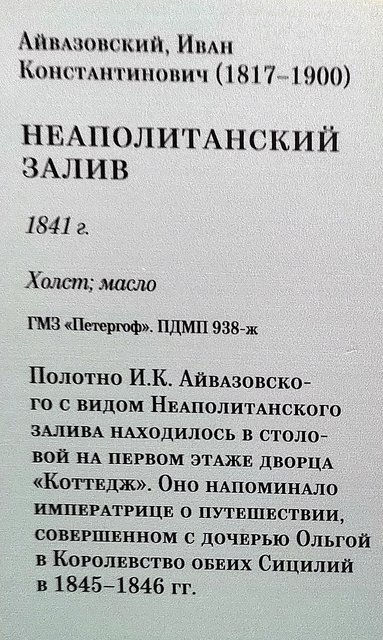 Айвазовский, Иван
Константинович (1817–1900)
НЕАПОЛИТАНСКИЙ
ЗАЛИВ
1841 г.
Холст; масло
ГМЗ «Петергоф». ПДМП 938-ж
Полотно И.К. Айвазовско-
го с видом Неаполитанского
залива находилось в столо-
вой на первом этаже дворца
«Коттедж». Оно напоминало
императрице о путешествии,
совершенном с дочерью Ольгой
в Королевство обеих Сицилий
в 1845–1846 гг.